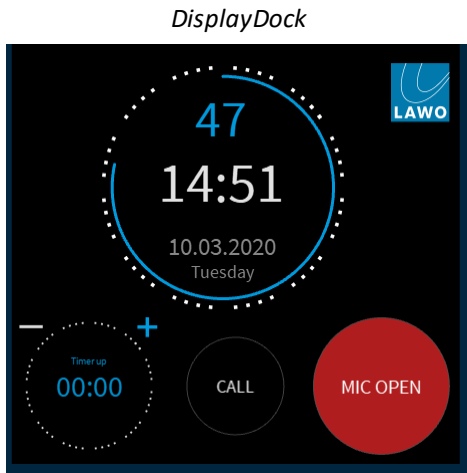 DisplayDock
LAWO
47
14:51
10.03.2020
Tuesday
− +
Timer up
00:00
CALL
MIC OPEN